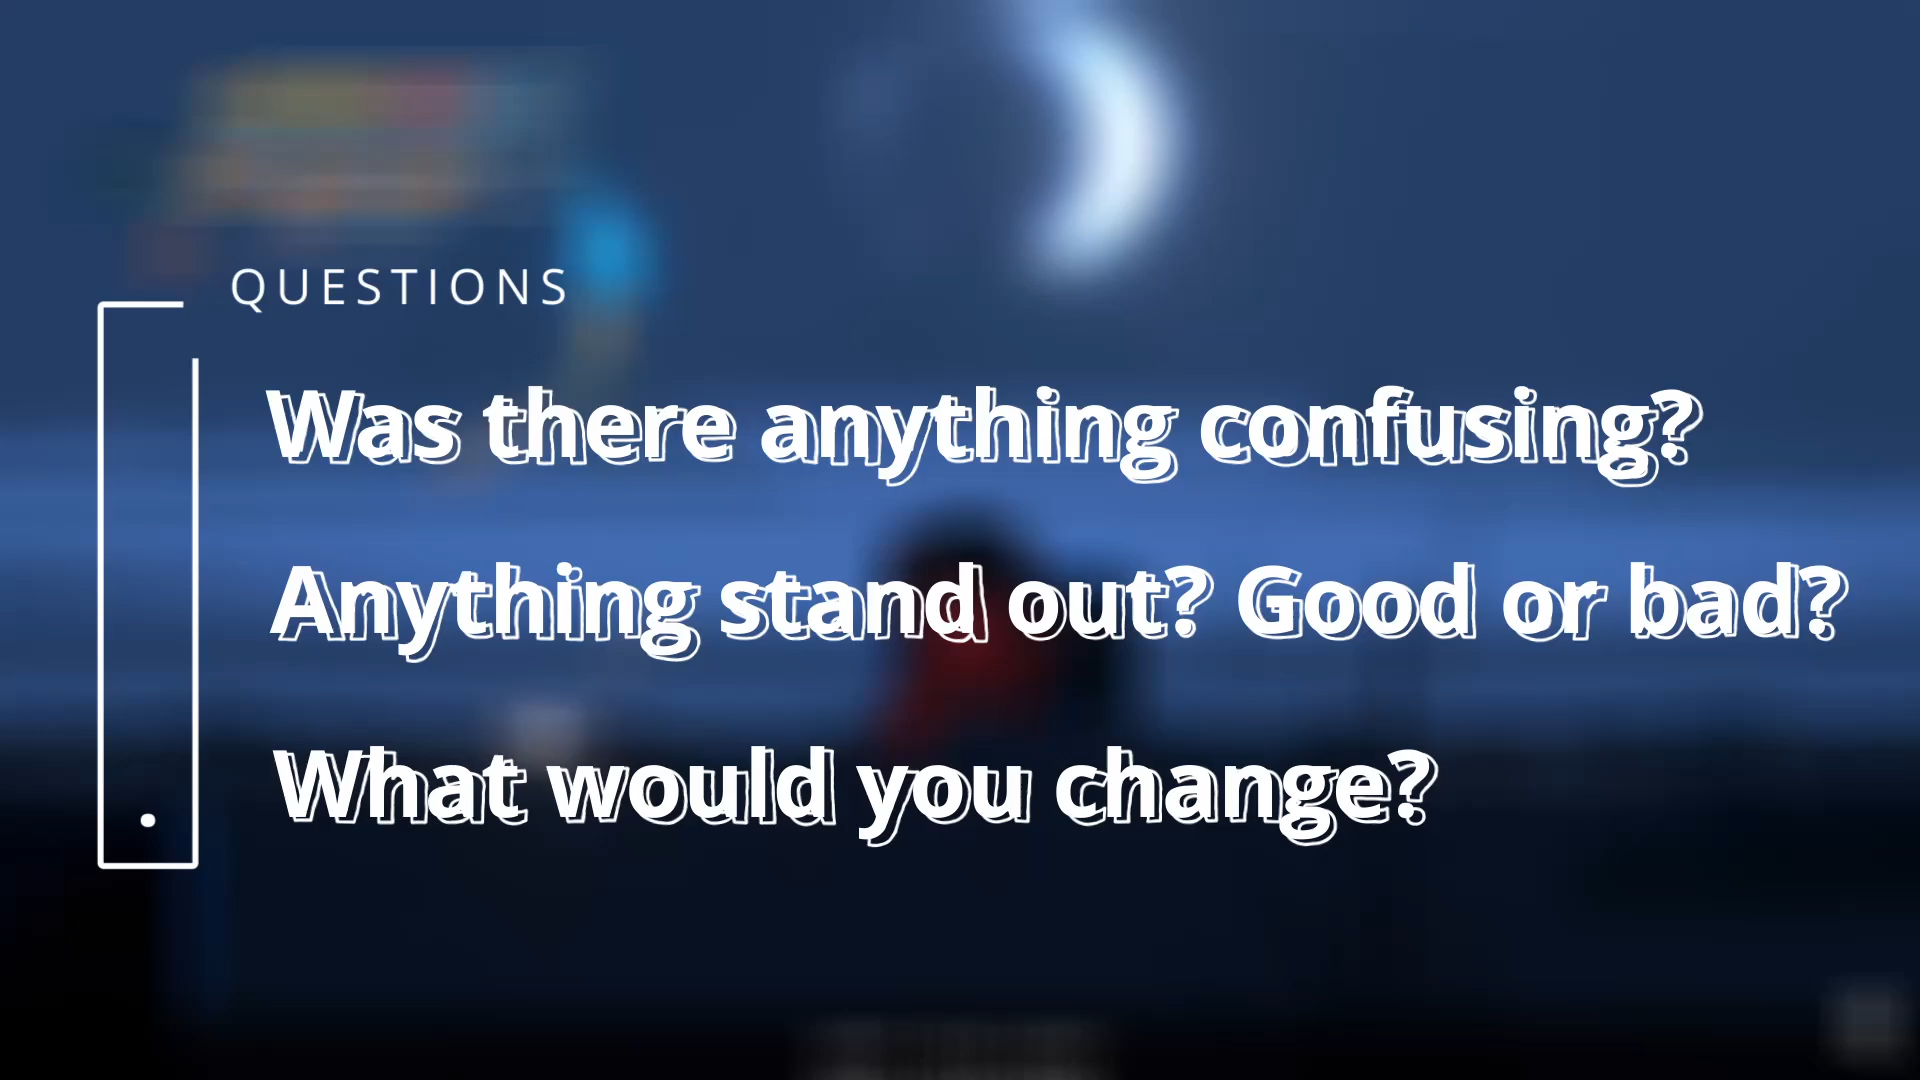 QUESTIONS
Was there anything confusing?
Anything stand out? Good or bad?
What would you change?